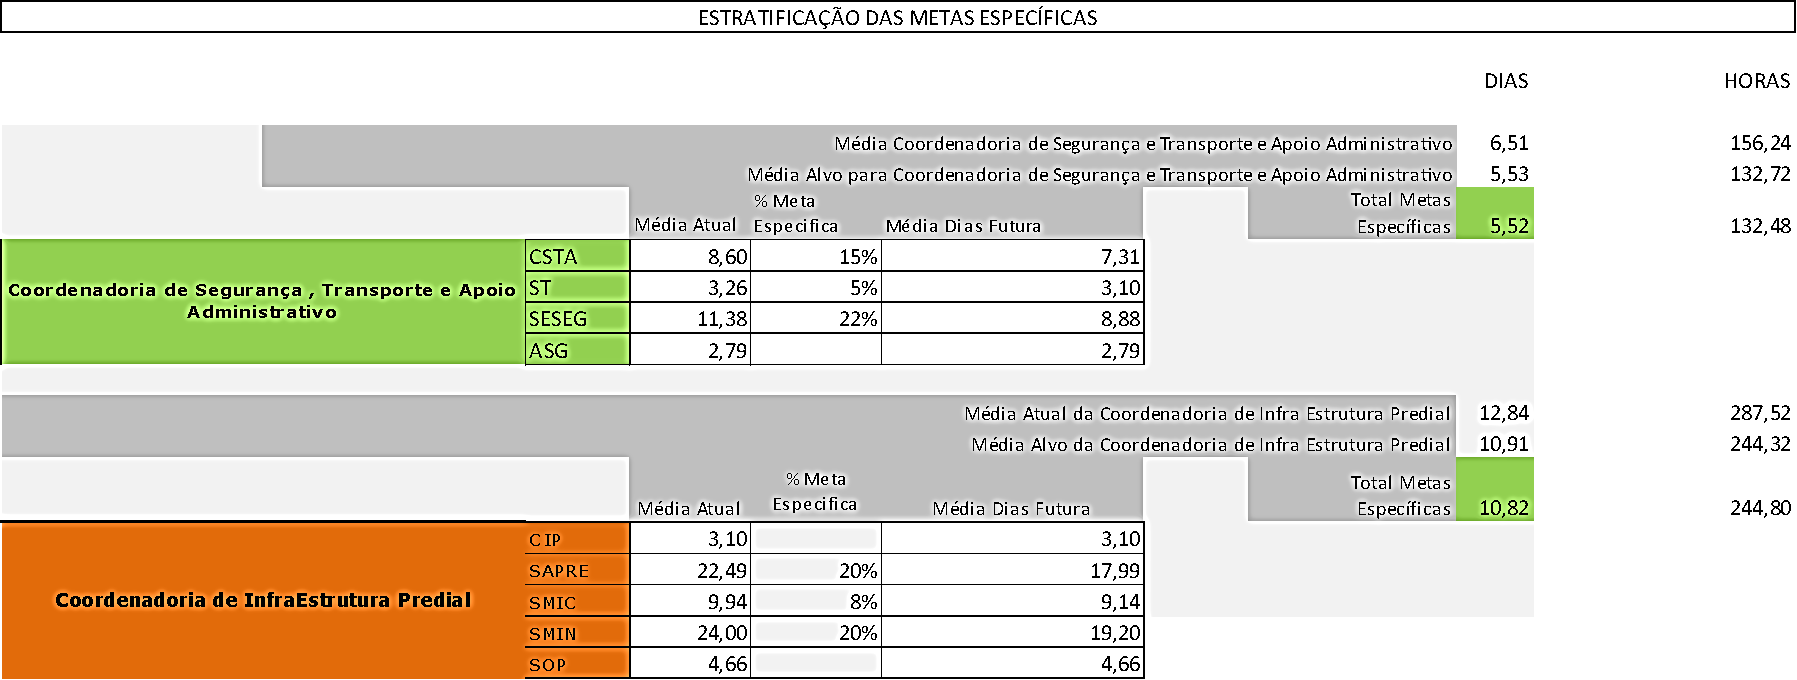 ESTRATIFICAÇÃO DAS METAS ESPECÍFICAS
DIAS HORAS
Média Coordenadoria de Segurança e Transporte e Apoio Administrativo 6,51 156,24
Média Alvo para Coordenadoria de Segurança e Transporte e Apoio Administrativo 5,53 132,72
% Meta Total Metas
Média Atual Especifica Média Dias Futura Específicas 5,52 132,48
CSTA 8,60 15% 7,31
Coordenadoria de Segurança , Transporte e Apoio
Administrativo
ST 3,26 5% 3,10
SESEG 11,38 22% 8,88
ASG 2,79 2,79
Média Atual da Coordenadoria de Infra Estrutura Predial 12,84 287,52
Média Alvo da Coordenadoria de Infra Estrutura Predial 10,91 244,32
% Meta Total Metas
Média Atual Especifica Média Dias Futura Específicas 10,82 244,80
CIP 3,10 3,10
SAPRE 22,49 20% 17,99
Coordenadoria de InfraEstrutura Predial SMIC 9,94 8% 9,14
SMIN 24,00 20% 19,20
SOP 4,66 4,66